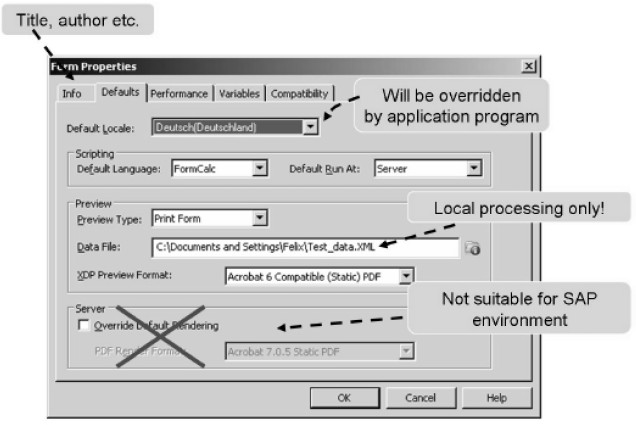 Title, author etc.
Form Properties
Info Defaults Performance Variables Compatibility
Will be overridden
by application program
Default Locale: Deutsch(Deutschland)
Scripting
Default Language: FormCalc Default Run At: Server
Preview
Preview Type: Print Form
Local processing only!
Data File: C:\Documents and Settings\Felix\Test_data.XML
XDP Preview Format: Acrobat 6 Compatible (Static) PDF
Server
Not suitable for SAP
environment
Override Default Rendering
PDF Render Format: Acrobat 7.0.5 Static PDF
OK Cancel Help